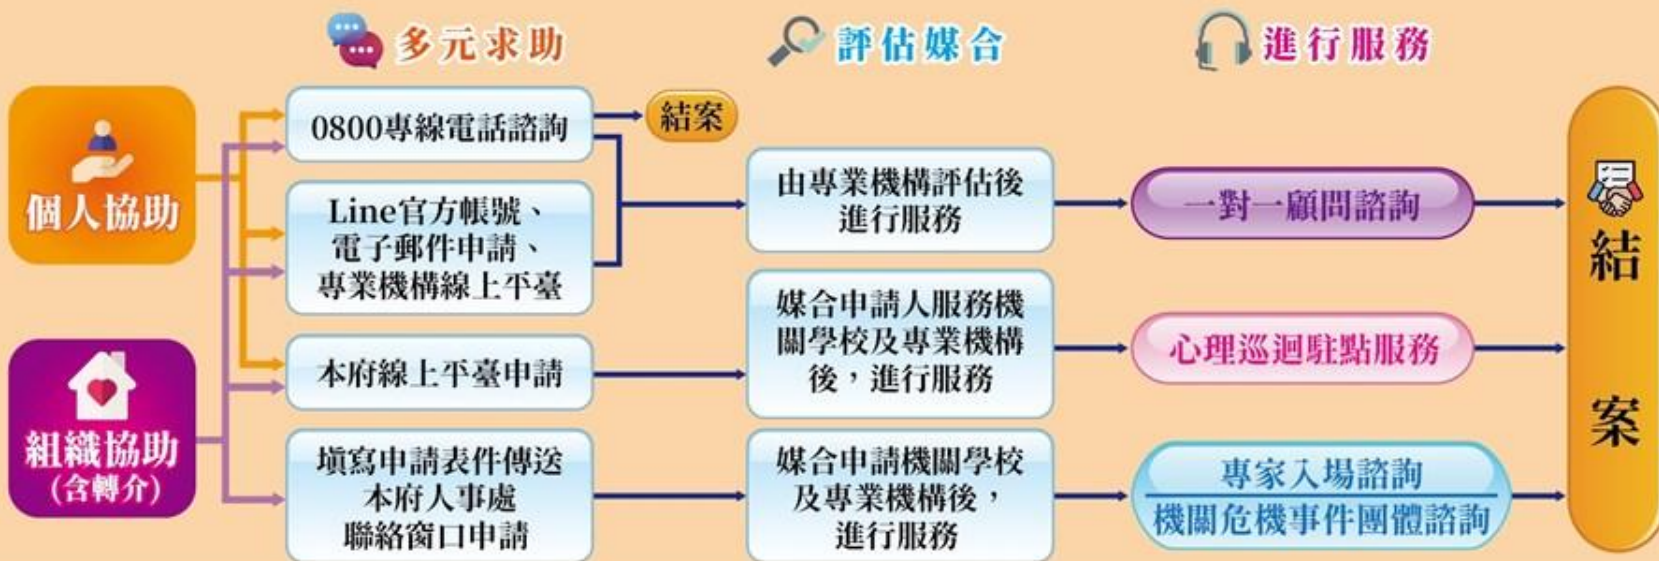 多元求助
評估媒合
進行服務
個人協助
組織協助
(含轉介)
0800專線電話諮詢
結案
Line官方帳號、
電子郵件申請、
專業機構線上平臺
本府線上平臺申請
填寫申請表件傳送
本府人事處
聯絡窗口申請
由專業機構評估後
進行服務
媒合申請人服務機
關學校及專業機構
後，進行服務
媒合申請機關學校
及專業機構後，
進行服務
一對一顧問諮詢
心理巡迴駐點服務
專家入場諮詢
機關危機事件團體諮詢
結案